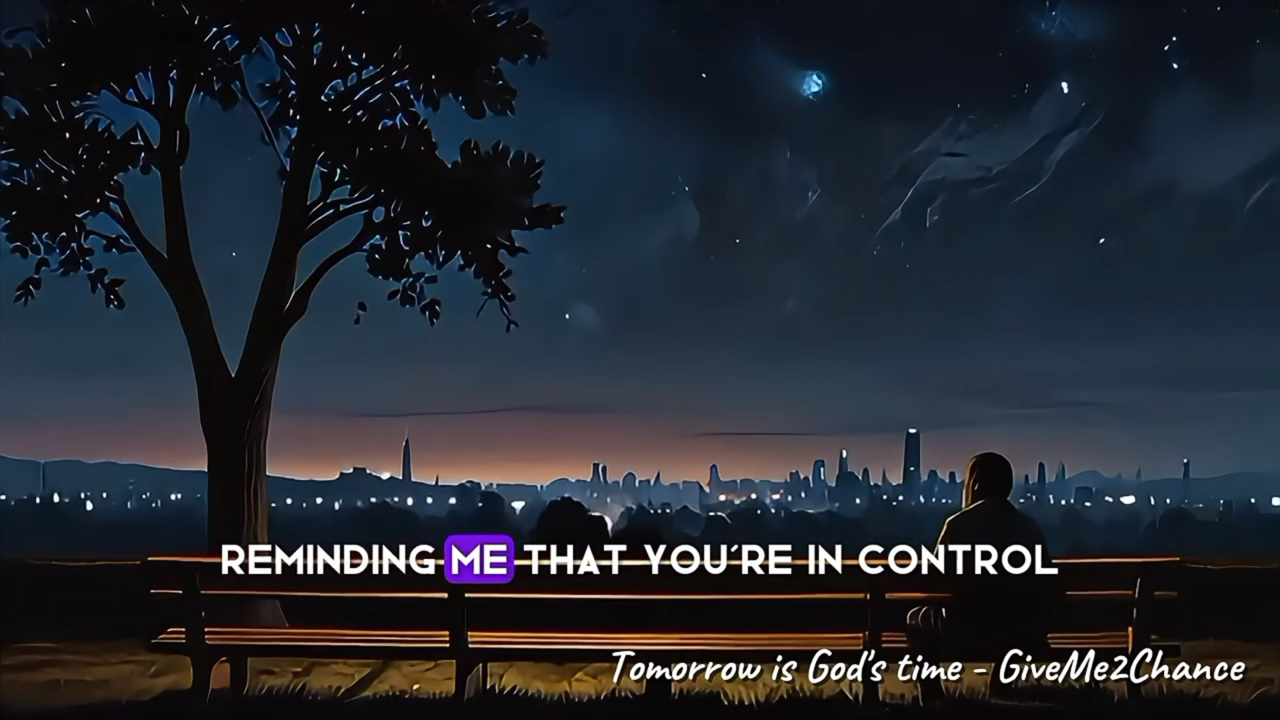 REMINDING ME THAT YOU'RE IN CONTROL
Tomorrow is God's time - GiveMe2Chance